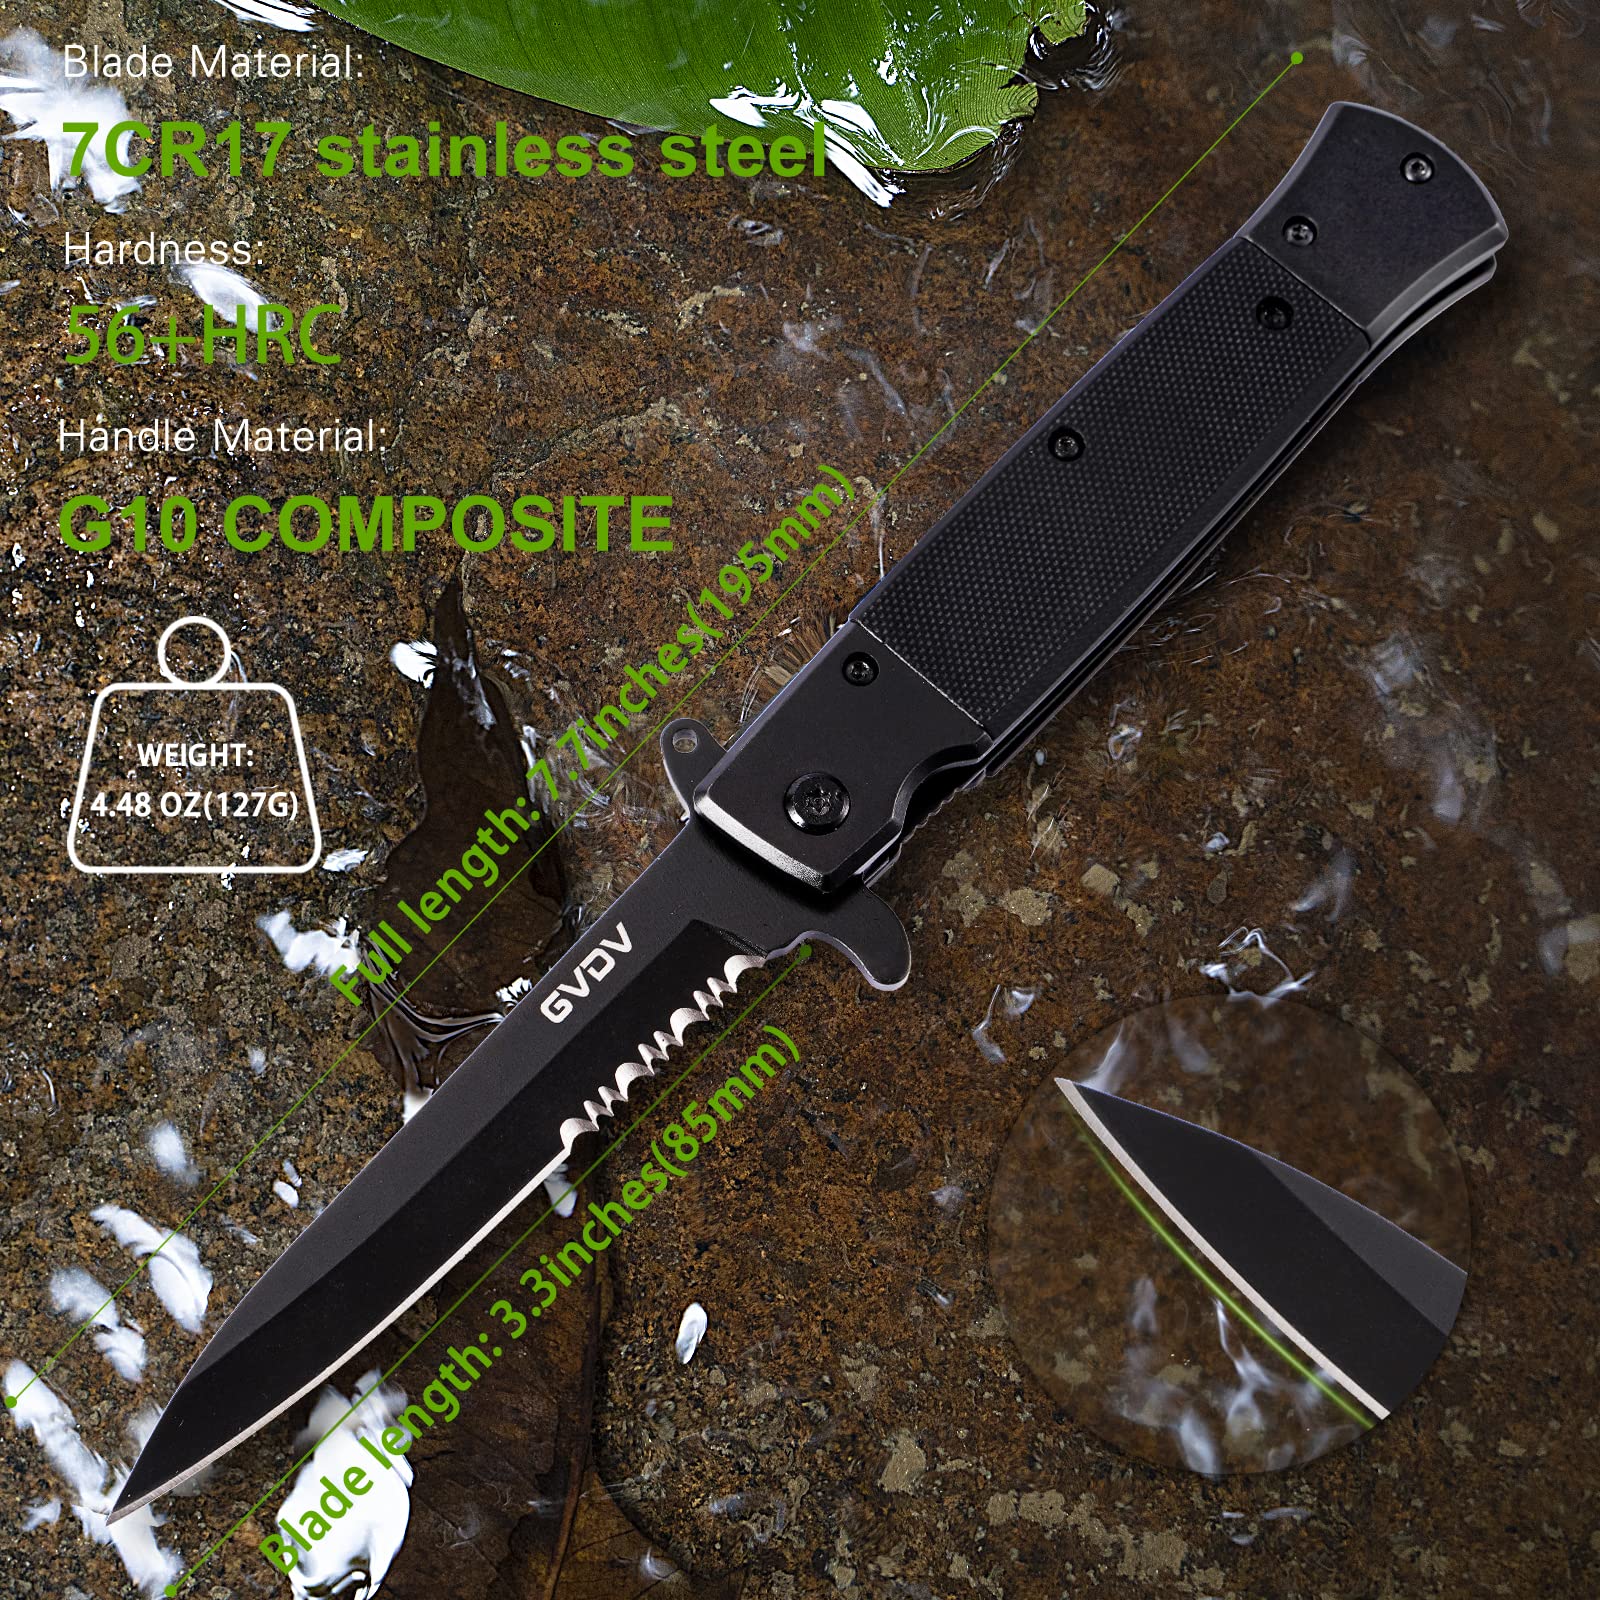 Blade Material:
7CR17 stainless steel
Hardness:
56+HRC
Handle Material:
G10 COMPOSITE
WEIGHT:
4.48 OZ(127G)
Full length: 7.7inches(195mm)
GVDV
Blade length: 3.3inches(85mm)